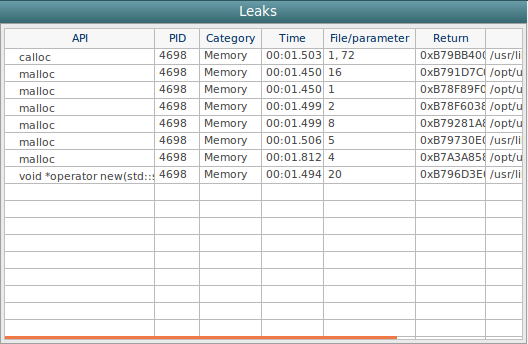 Leaks
API PID Category Time File/parameter Return
calloc 4698 Memory 00:01.503 1, 72 0xB79BB400 /usr/li
malloc 4698 Memory 00:01.450 16 0xB791D7C /opt/u
malloc 4698 Memory 00:01.450 1 0xB78F89F0 /opt/u
malloc 4698 Memory 00:01.499 2 0xB78F6038 /opt/u
malloc 4698 Memory 00:01.499 8 0xB79281A8 /opt/u
malloc 4698 Memory 00:01.506 5 0xB79730E /usr/li
malloc 4698 Memory 00:01.812 4 0xB7A3A858 /opt/u
void *operator new(std:: 4698 Memory 00:01.494 20 0xB796D3E /usr/li